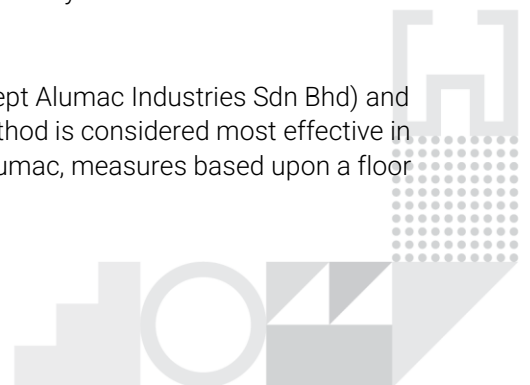 ept Alumac Industries Sdn Bhd) and
thod is considered most effective in
umac, measures based upon a floor